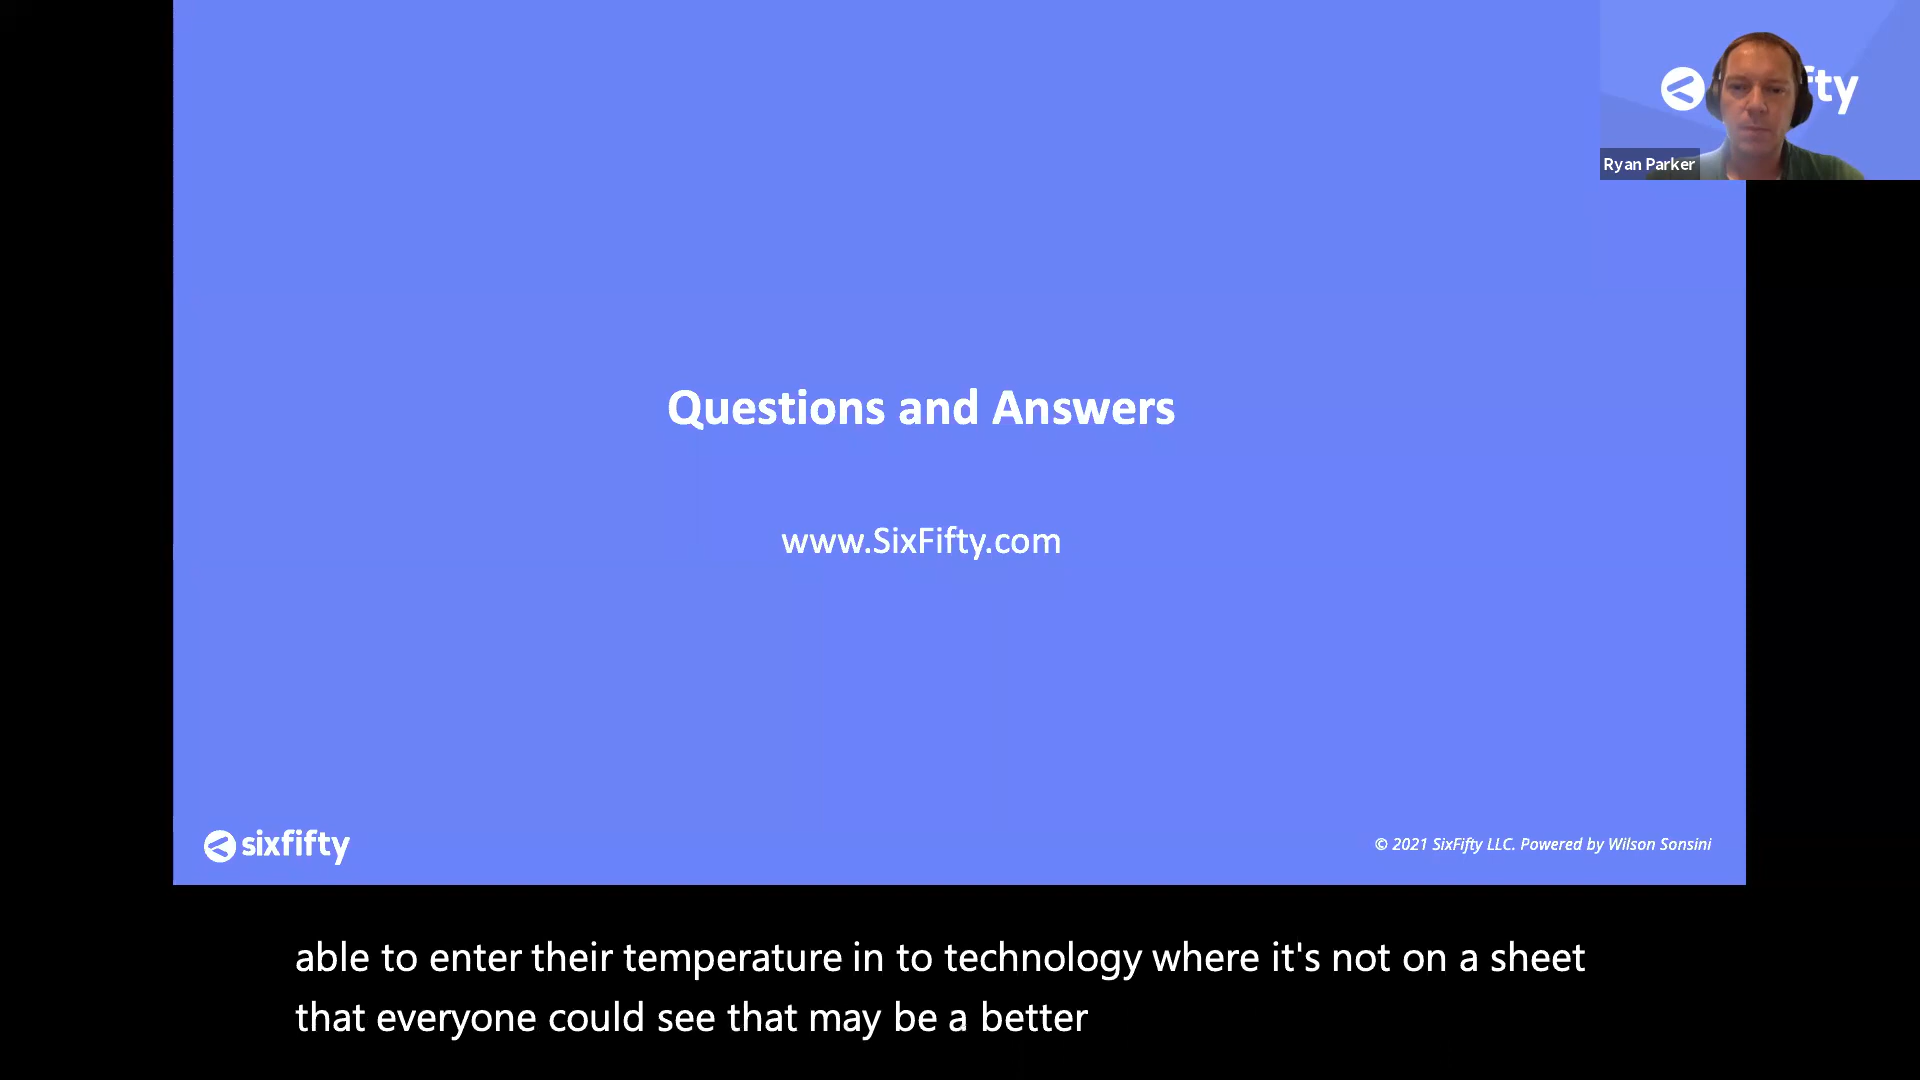 fty
Ryan Parker
Questions and Answers
www.SixFifty.com
sixfifty
© 2021 SixFifty LLC. Powered by Wilson Sonsini
able to enter their temperature in to technology where it's not on a sheet
that everyone could see that may be a better